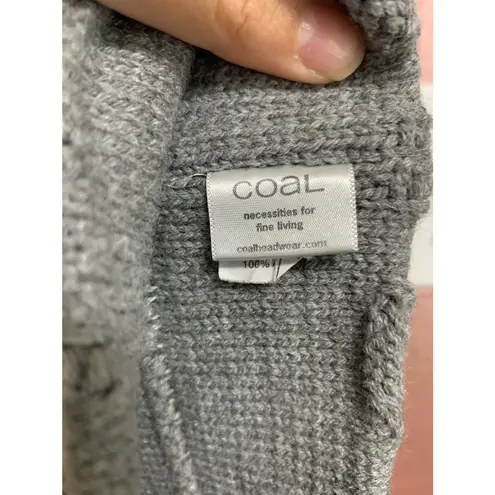 coaL
necessities for
fine living
coalheadwear.com
100%